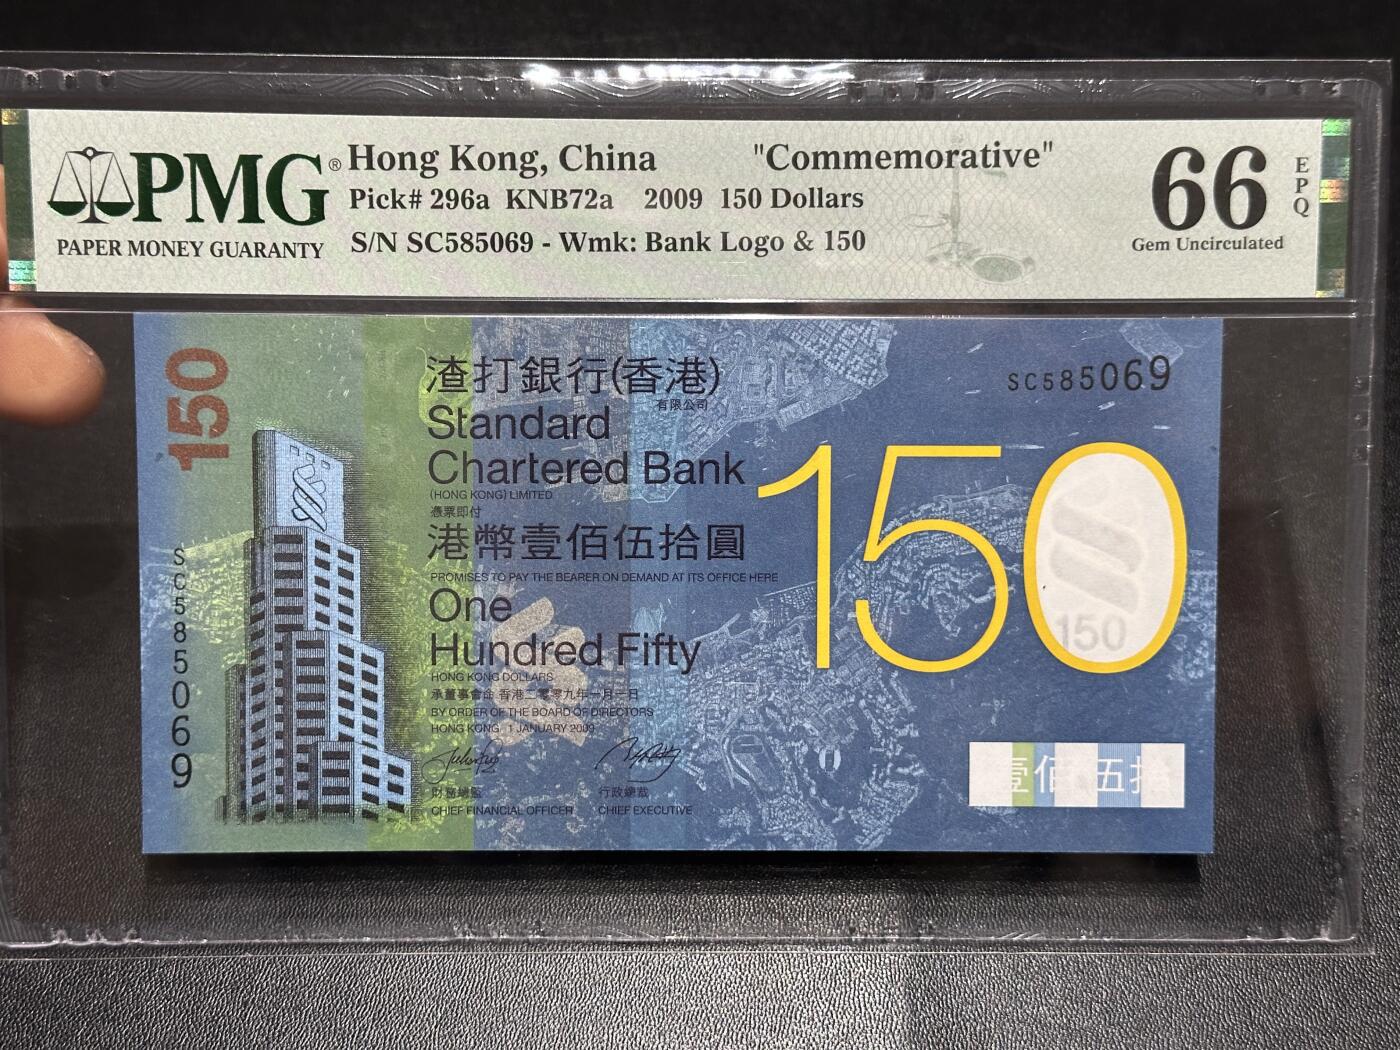 PMG®
PAPER MONEY GUARANTY
Hong Kong, China "Commemorative"
Pick# 296a KNB72a 2009 150 Dollars
S/N SC585069 - Wmk: Bank Logo & 150
66 EPQ
Gem Uncirculated
150
渣打銀行(香港)
有限公司
SC585069
Standard
Chartered Bank
(HONG KONG) LIMITED
憑票即付
港幣壹佰伍拾圓
PROMISES TO PAY THE BEARER ON DEMAND AT ITS OFFICE HERE
One
Hundred Fifty
HONG KONG DOLLARS
承董事會命 香港二零零九年一月一日
BY ORDER OF THE BOARD OF DIRECTORS
HONG KONG 1 JANUARY 2009
財務總監 行政總裁
CHIEF FINANCIAL OFFICER CHIEF EXECUTIVE
SC585069
150
150
壹佰伍拾